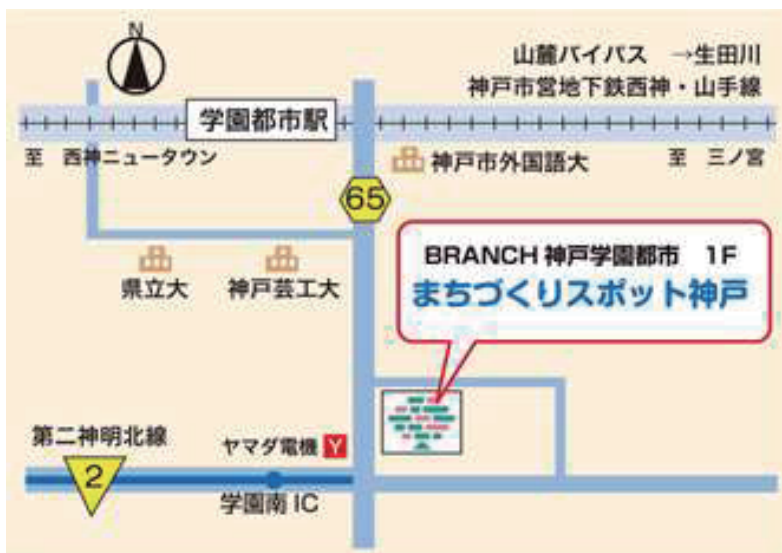 N
山麓バイパス →生田川
神戸市営地下鉄西神・山手線
学園都市駅
至 西神ニュータウン
神戸市外国語大
至 三ノ宮
65
BRANCH 神戸学園都市 1F
まちづくりスポット神戸
県立大
神戸芸工大
第二神明北線
2
ヤマダ電機 Y
学園南 IC